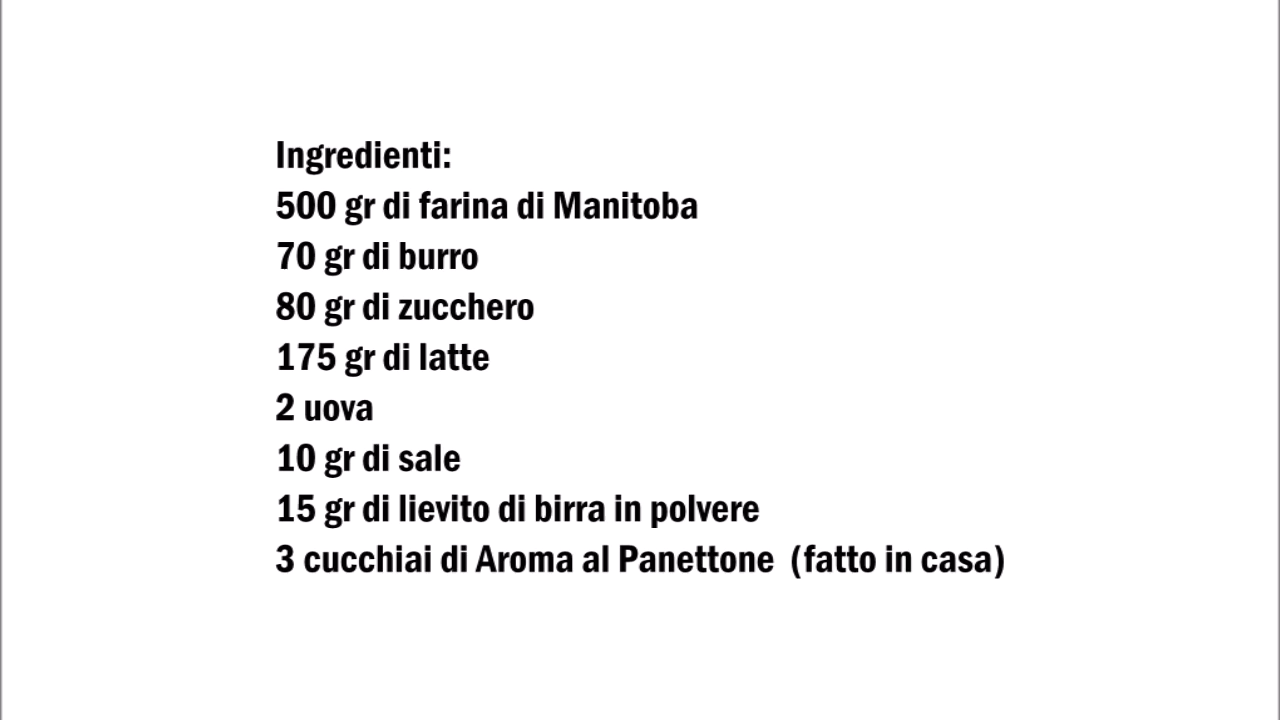 Ingredienti:
500 gr di farina di Manitoba
70 gr di burro
80 gr di zucchero
175 gr di latte
2 uova
10 gr di sale
15 gr di lievito di birra in polvere
3 cucchiai di Aroma al Panettone (fatto in casa)